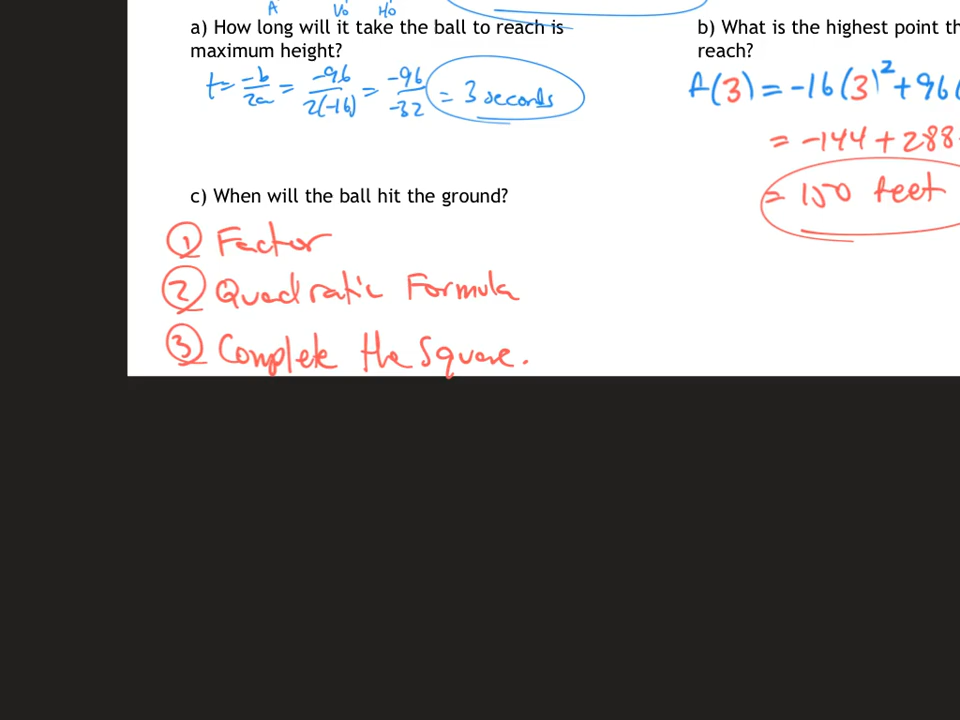 A V₀ H₀
a) How long will it take the ball to reach is
maximum height?
t = -b/2a = -96/2(-16) = -96/-32 = 3 seconds
b) What is the highest point th
reach?
A(3) = -16(3)² + 96(
= -144 + 288
= 150 feet
c) When will the ball hit the ground?
① Factor
② Quadratic Formula
③ Complete the Square.